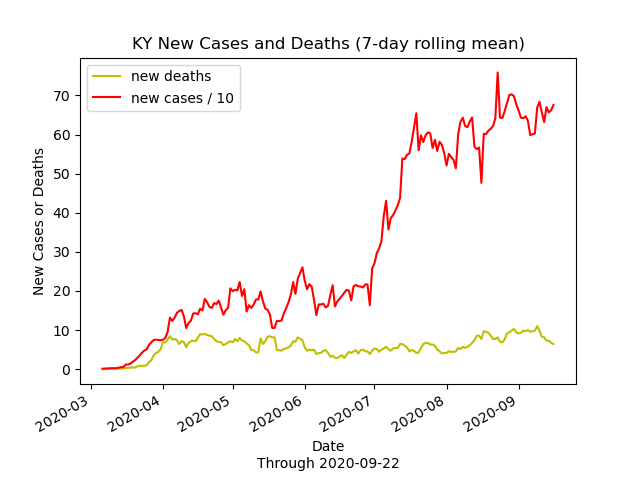 KY New Cases and Deaths (7-day rolling mean)
new deaths
new cases / 10
New Cases or Deaths
70
60
50
40
30
20
10
0
2020-03
2020-04
2020-05
2020-06
2020-07
2020-08
2020-09
Date
Through 2020-09-22